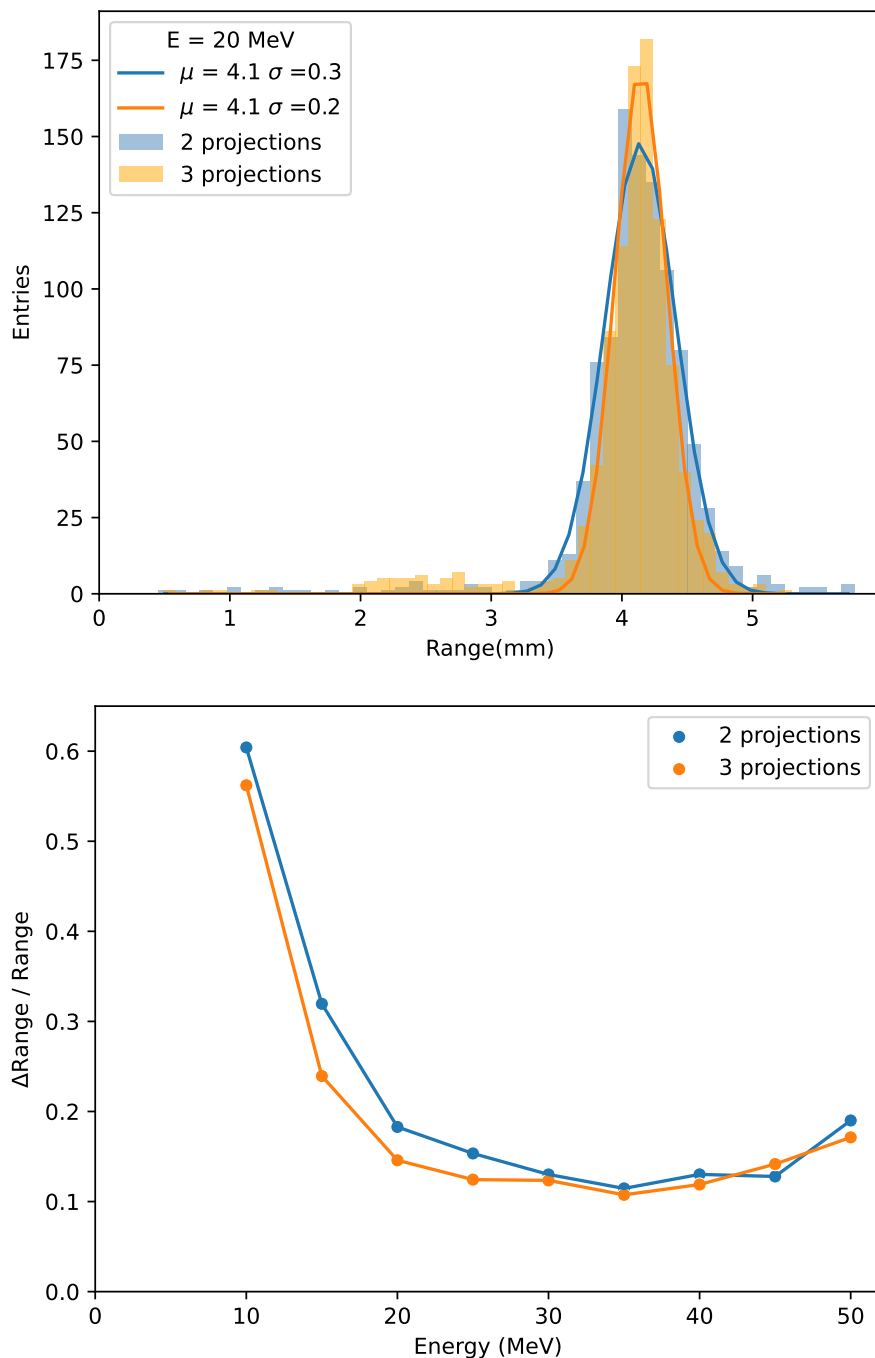 E = 20 MeV
μ = 4.1 σ =0.3
μ = 4.1 σ =0.2
2 projections
3 projections
175
150
125
100
75
50
25
0
Entries
0 1 2 3 4 5
Range(mm)
2 projections
3 projections
0.6
0.5
0.4
0.3
0.2
0.1
0.0
ΔRange / Range
0 10 20 30 40 50
Energy (MeV)